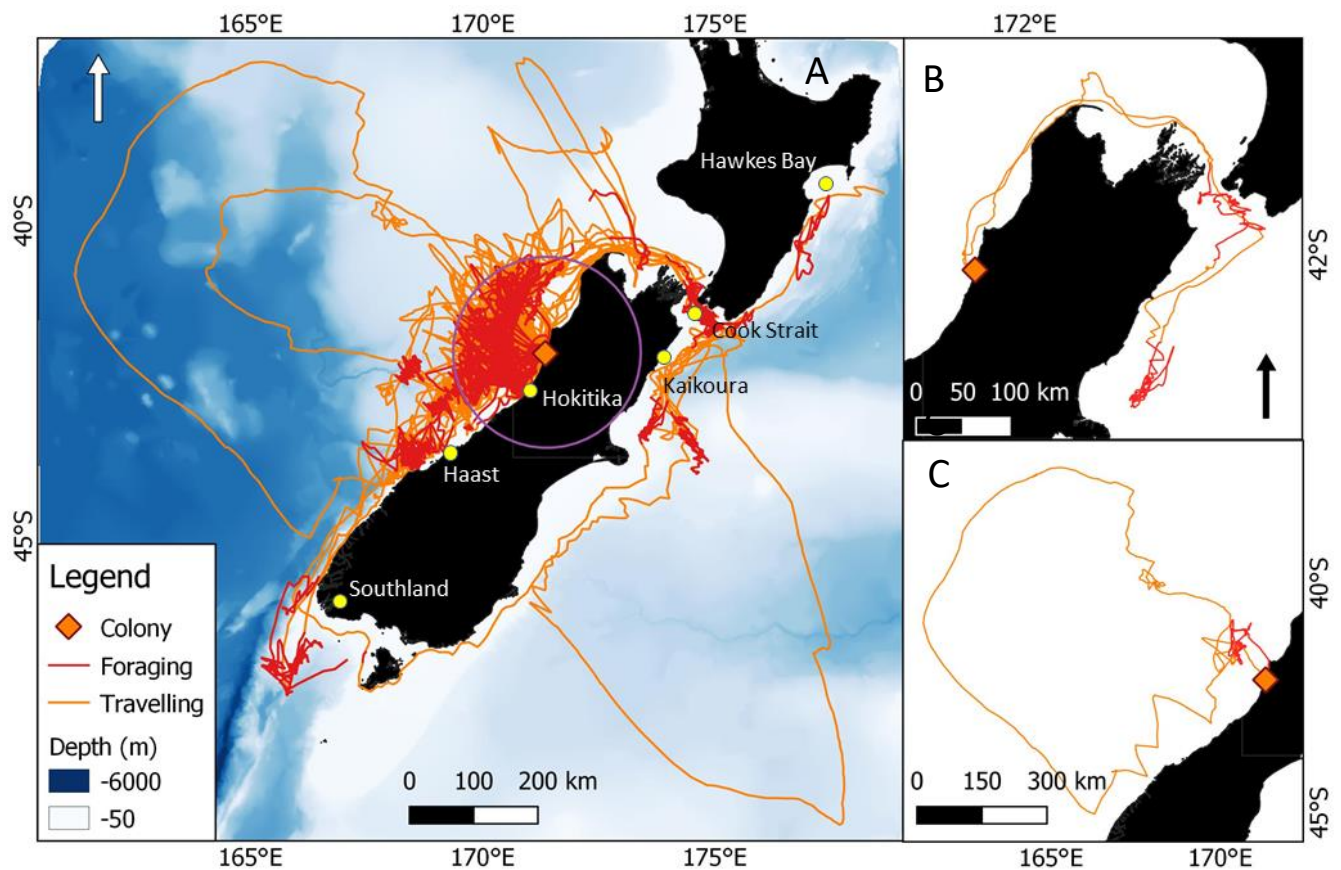 165°E 170°E 175°E 172°E
A
B
Hawkes Bay
40°S
42°S
Cook Strait
Kaikoura
Hokitika
0 50 100 km
Haast
C
45°S
Legend
Colony
Foraging
Travelling
Depth (m)
-6000
-50
Southland
40°S
0 100 200 km
0 150 300 km
45°S
165°E 170°E 175°E 165°E 170°E